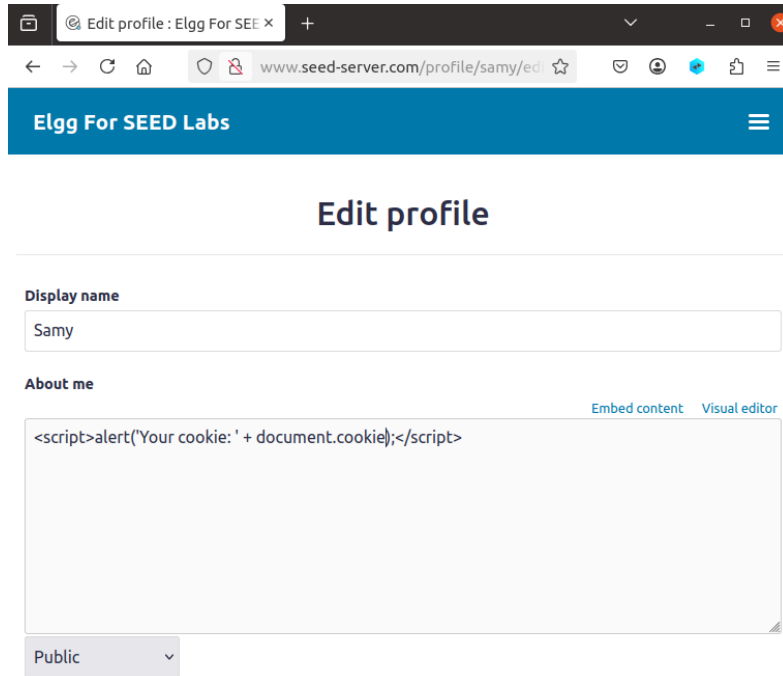 Edit profile : Elgg For SEE
www.seed-server.com/profile/samy/edi
Elgg For SEED Labs
Edit profile
Display name
Samy
About me
Embed content Visual editor
<script>alert('Your cookie: ' + document.cookie);</script>
Public